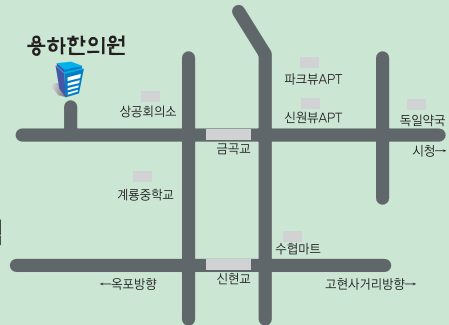 용하한의원
파크뷰APT
상공회의소
신원뷰APT
독일약국
금곡교
시청→
계룡중학교
수협마트
←옥포방향
신현교
고현사거리방향→